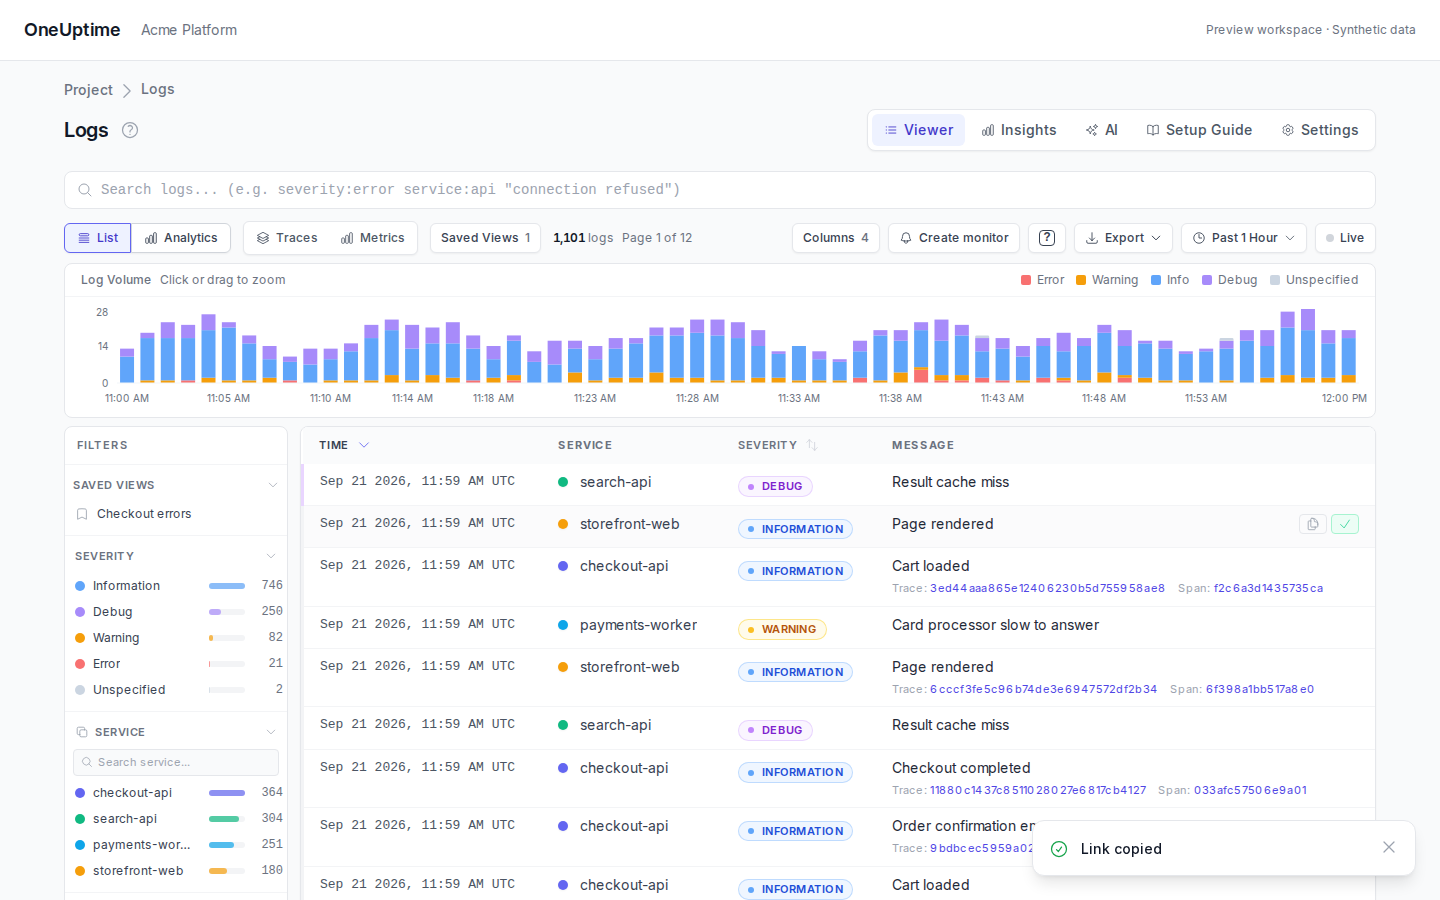 OneUptime Acme Platform Preview workspace · Synthetic data
Project Logs
Logs ? Viewer Insights AI Setup Guide Settings
Search logs... (e.g. severity:error service:api "connection refused")
List Analytics Traces Metrics Saved Views 1 1,101 logs Page 1 of 12 Columns 4 Create monitor ? Export Past 1 Hour Live
Log Volume Click or drag to zoom Error Warning Info Debug Unspecified
28
14
0
11:00 AM 11:05 AM 11:10 AM 11:14 AM 11:18 AM 11:23 AM 11:28 AM 11:33 AM 11:38 AM 11:43 AM 11:48 AM 11:53 AM 12:00 PM
FILTERS
SAVED VIEWS
Checkout errors
SEVERITY
Information 746
Debug 250
Warning 82
Error 21
Unspecified 2
SERVICE
Search service...
checkout-api 364
search-api 304
payments-wor... 251
storefront-web 180
TIME SERVICE SEVERITY MESSAGE
Sep 21 2026, 11:59 AM UTC search-api DEBUG Result cache miss
Sep 21 2026, 11:59 AM UTC storefront-web INFORMATION Page rendered
Sep 21 2026, 11:59 AM UTC checkout-api INFORMATION Cart loaded
Trace: 3ed44aaa865e12406230b5d755958ae8 Span: f2c6a3d1435735ca
Sep 21 2026, 11:59 AM UTC payments-worker WARNING Card processor slow to answer
Sep 21 2026, 11:59 AM UTC storefront-web INFORMATION Page rendered
Trace: 6cccf3fe5c96b74de3e6947572df2b34 Span: 6f398a1bb517a8e0
Sep 21 2026, 11:59 AM UTC search-api DEBUG Result cache miss
Sep 21 2026, 11:59 AM UTC checkout-api INFORMATION Checkout completed
Trace: 11880c1437c8511028027e6817cb4127 Span: 033afc57506e9a01
Sep 21 2026, 11:59 AM UTC checkout-api INFORMATION Order confirmation
Trace: 9bdbcec5959a02
Sep 21 2026, 11:59 AM UTC checkout-api INFORMATION Cart loaded
Link copied